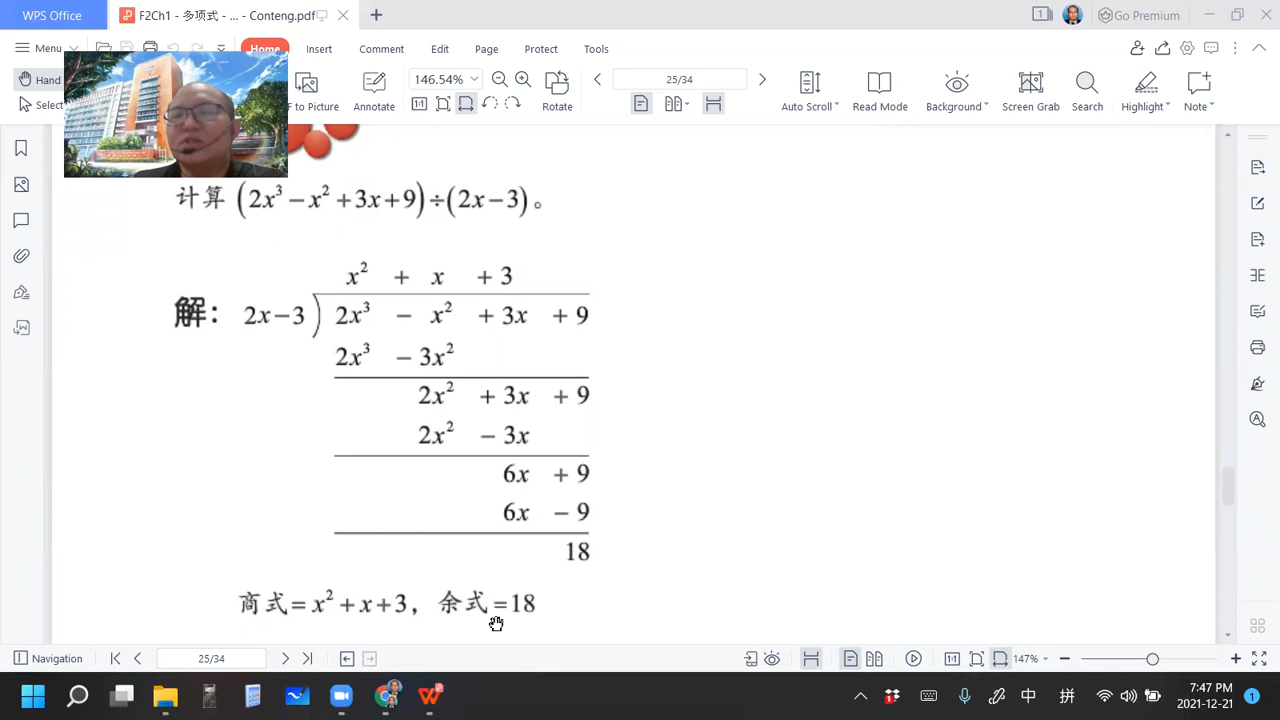 WPS Office
F2Ch1 - 多项式 - ... - Conteng.pdf
1
Go Premium
Menu
Home
Insert
Comment
Edit
Page
Protect
Tools
Hand
Select
F to Picture
Annotate
146.54%
Rotate
25/34
Auto Scroll
Read Mode
Background
Screen Grab
Search
Highlight
Note
计算 (2x³ − x² + 3x + 9) ÷ (2x − 3) 。
x² + x + 3
解： 2x − 3 ) 2x³ − x² + 3x + 9
2x³ − 3x²
2x² + 3x + 9
2x² − 3x
6x + 9
6x − 9
18
商式 = x² + x + 3， 余式 = 18
Navigation
25/34
147%
中
拼
7:47 PM
2021-12-21
1